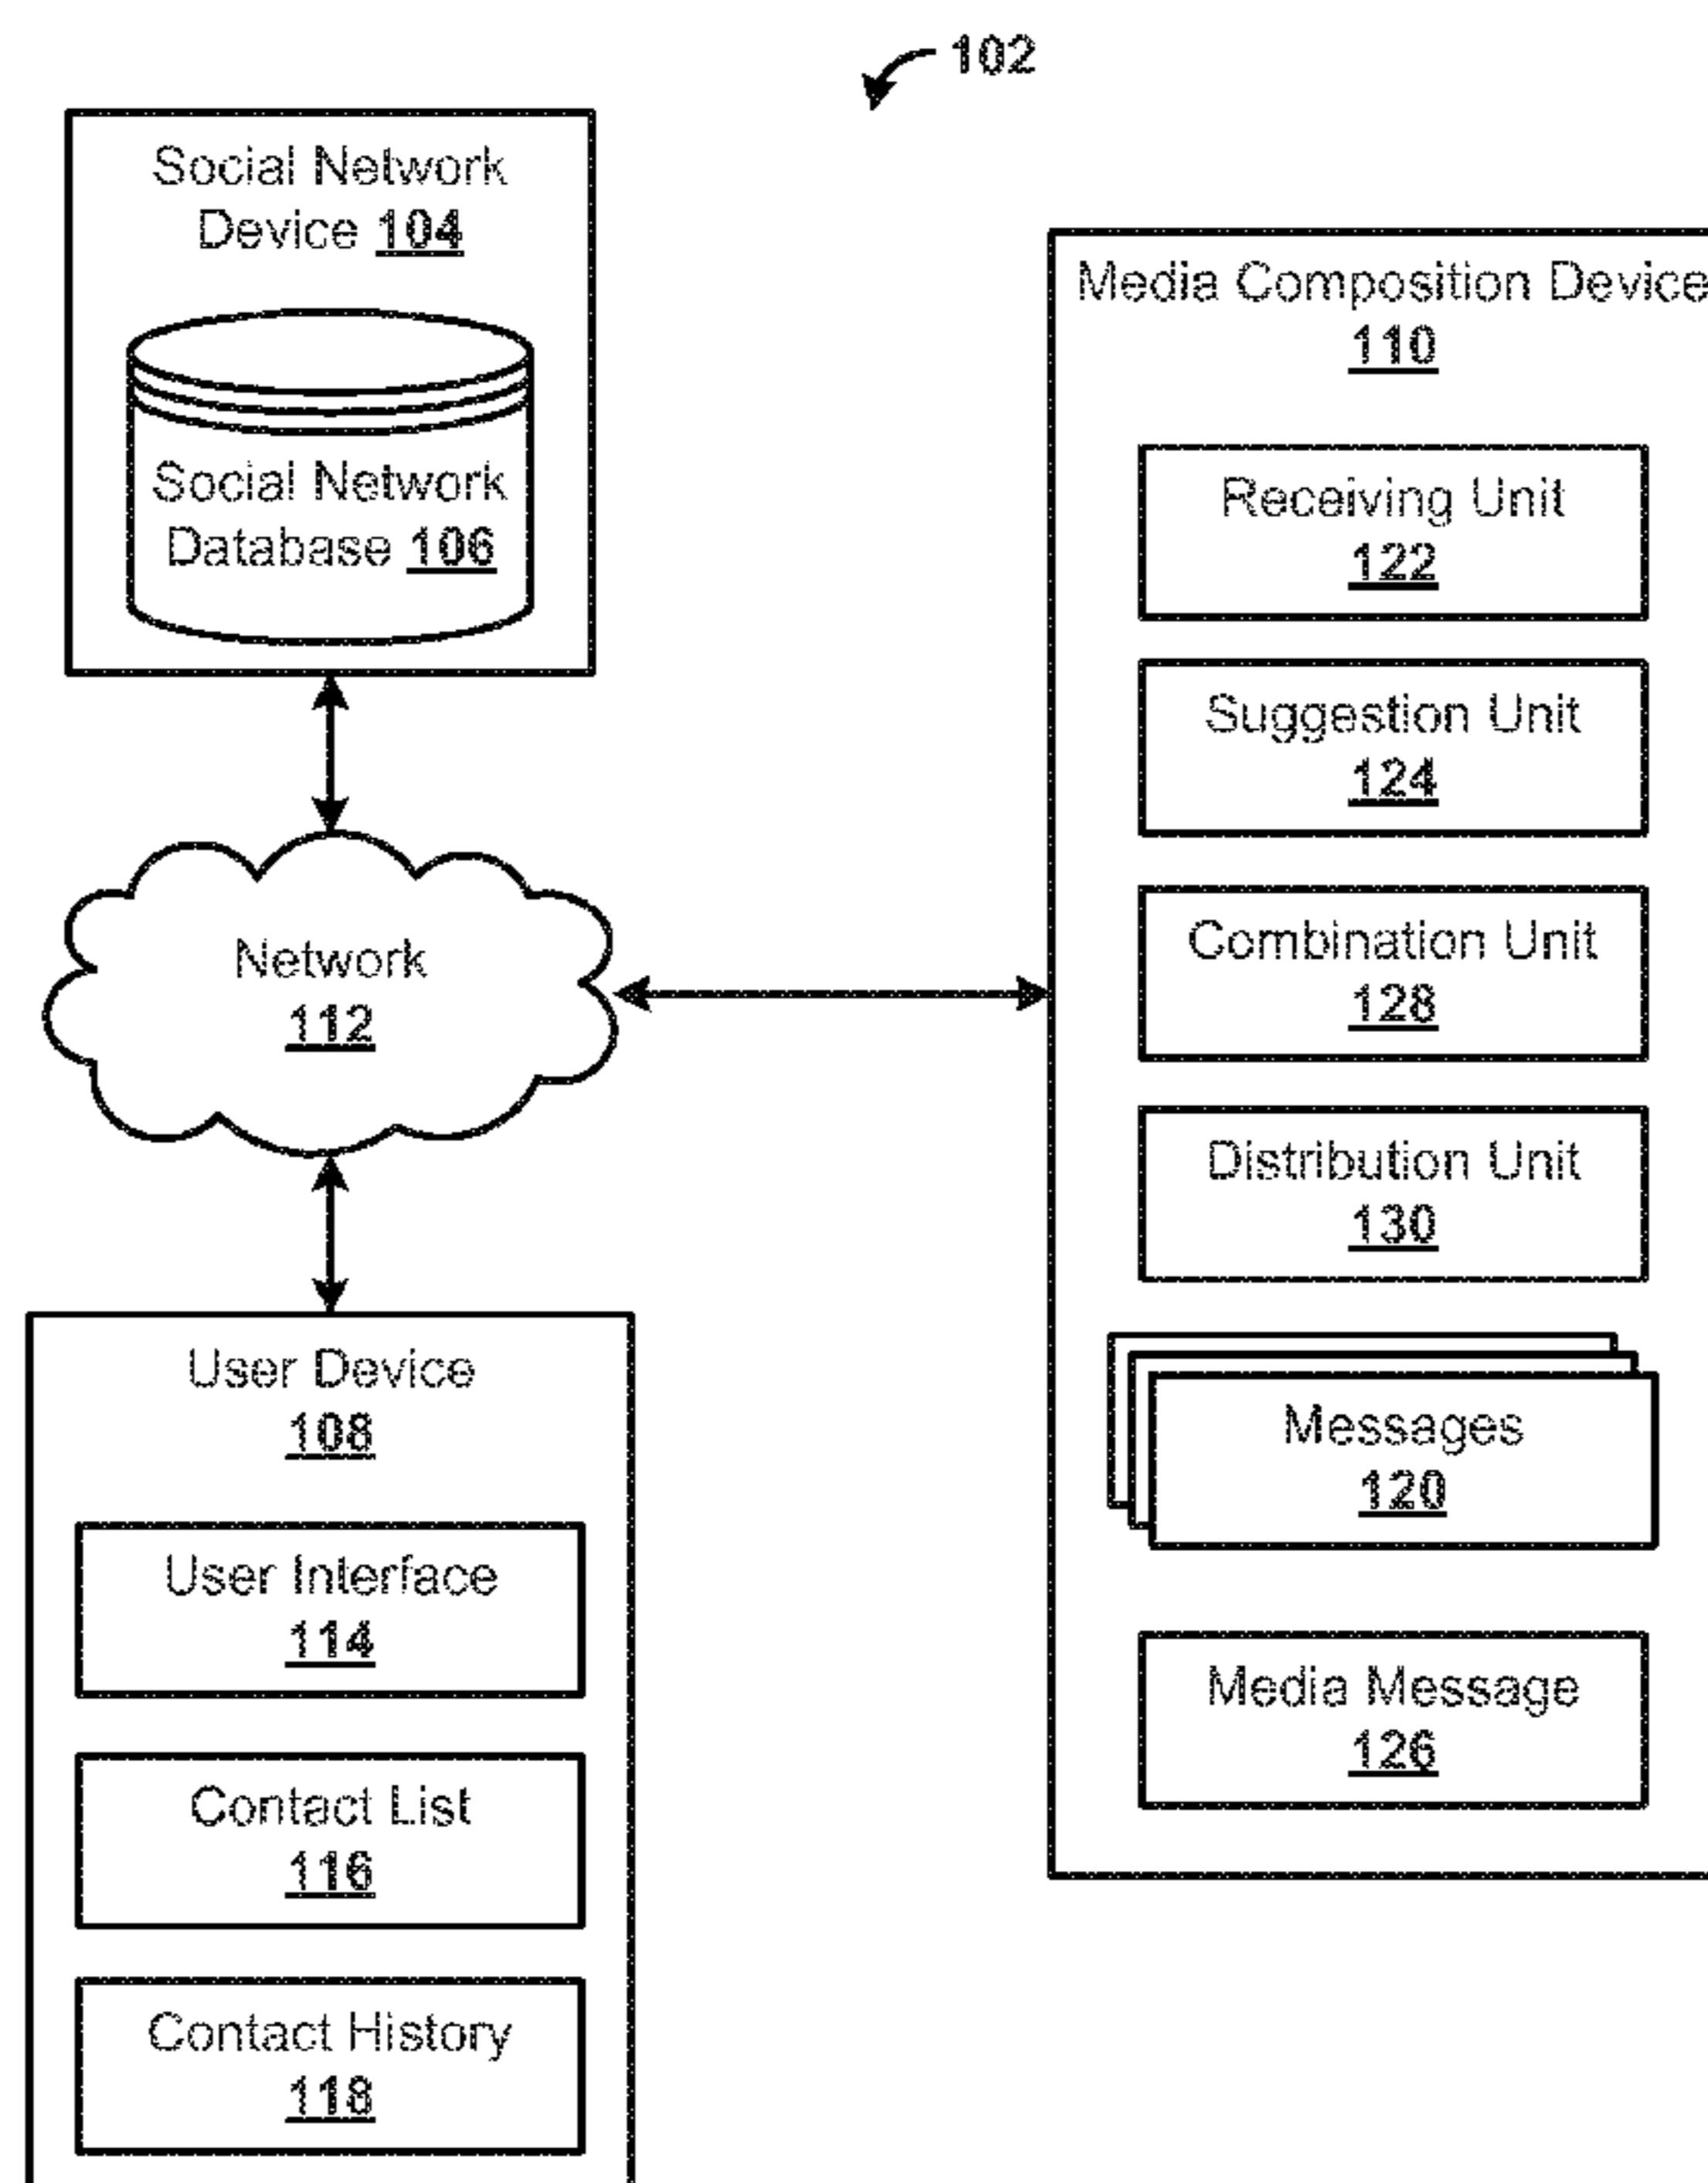 102
Social Network
Device 104
Social Network
Database 106
Network
112
User Device
108
User Interface
114
Contact List
116
Contact History
118
Media Composition Device
110
Receiving Unit
122
Suggestion Unit
124
Combination Unit
128
Distribution Unit
130
Messages
120
Media Message
126